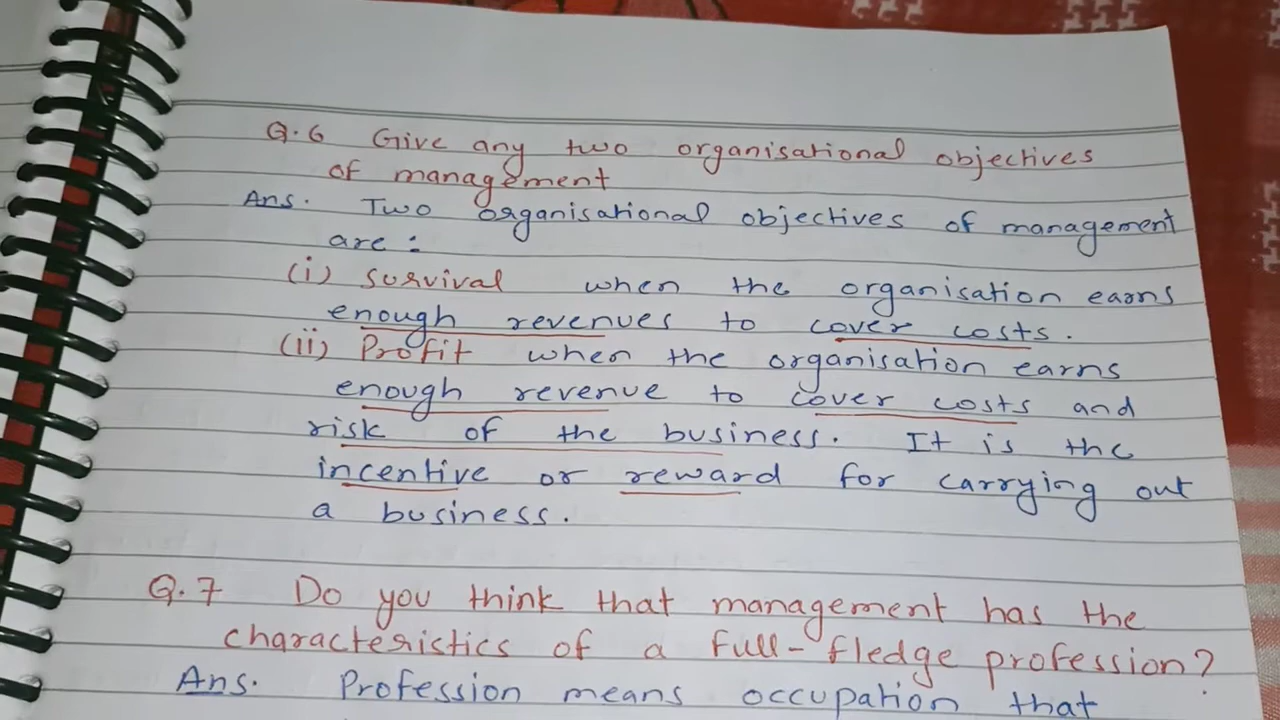 Q.6 Give any two organisational objectives
of management
Ans. Two organisational objectives of management
are :
(i) survival when the organisation earns
enough revenues to cover costs.
(ii) Profit when the organisation earns
enough revenue to cover costs and
risk of the business. It is the
incentive or reward for carrying out
a business.
Q.7 Do you think that management has the
characteristics of a full-fledge profession?
Ans. Profession means occupation that